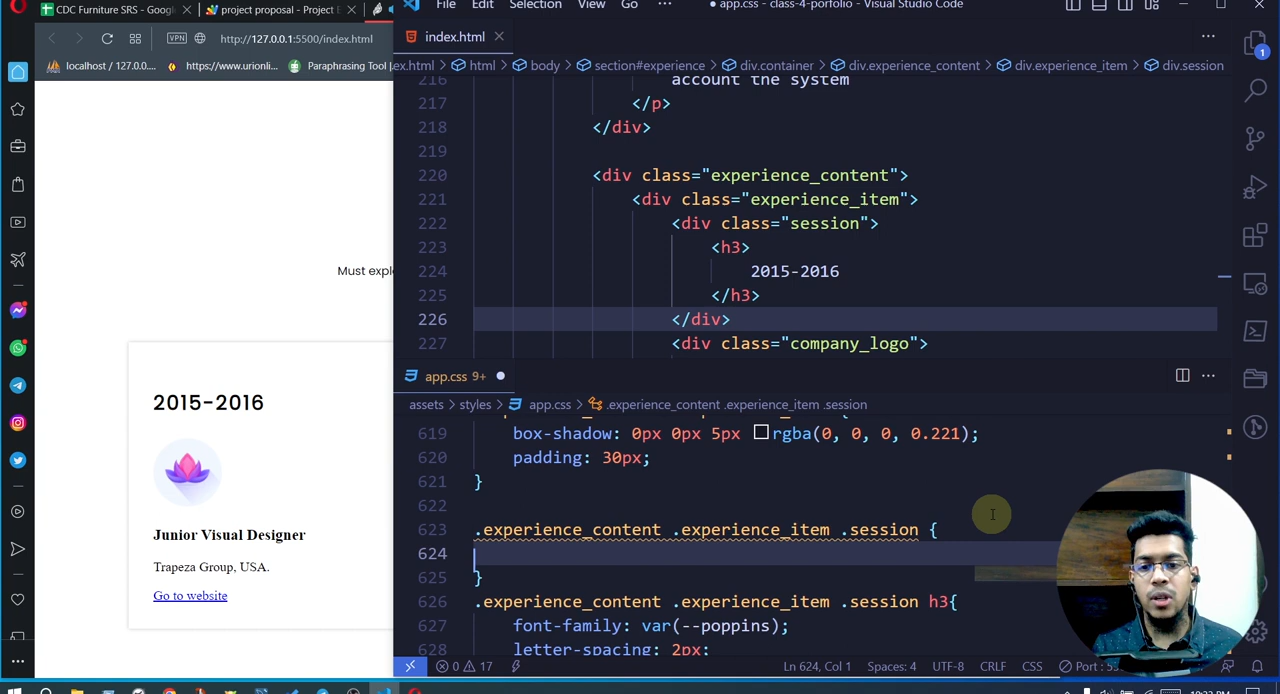 CDC Furniture SRS - Google
project proposal - Project E
File Edit Selection View Go ··· ● app.css - class-4-porfolio - Visual Studio Code
VPN http://127.0.0.1:5500/index.html
localhost / 127.0.0.... https://www.urionli... Paraphrasing Tool |
index.html
ex.html > html > body > section#experience > div.container > div.experience_content > div.experience_item > div.session
216 account the system
217 </p>
218 </div>
219
220 <div class="experience_content">
221 <div class="experience_item">
222 <div class="session">
223 <h3>
224 2015-2016
225 </h3>
226 </div>
227 <div class="company_logo">
Must expl
2015-2016
Junior Visual Designer
Trapeza Group, USA.
Go to website
app.css 9+
assets > styles > app.css > .experience_content .experience_item .session
619 box-shadow: 0px 0px 5px rgba(0, 0, 0, 0.221);
620 padding: 30px;
621 }
622
623 .experience_content .experience_item .session {
624
625 }
626 .experience_content .experience_item .session h3{
627 font-family: var(--poppins);
628 letter-spacing: 2px;
0 17 Ln 624, Col 1 Spaces: 4 UTF-8 CRLF CSS Port : 55
1